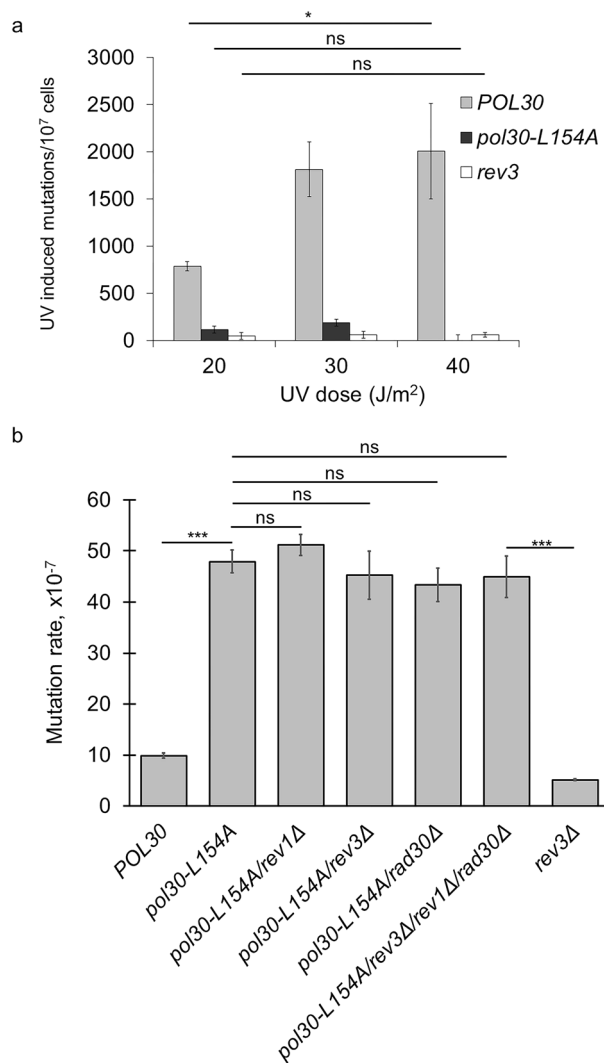 a
*
ns
ns
3000
2500
2000
1500
1000
500
0
UV induced mutations/10⁷ cells
POL30
pol30-L154A
rev3
20 30 40
UV dose (J/m²)
b
ns
ns
ns
ns
***
***
60
50
40
30
20
10
0
Mutation rate, x10⁻⁷
POL30
pol30-L154A
pol30-L154A/rev1Δ
pol30-L154A/rev3Δ
pol30-L154A/rad30Δ
pol30-L154A/rev3Δ/rev1Δ/rad30Δ
rev3Δ